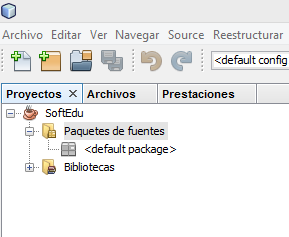 Archivo Editar Ver Navegar Source Reestructurar
<default config
Proyectos Archivos Prestaciones
SoftEdu
Paquetes de fuentes
<default package>
Bibliotecas